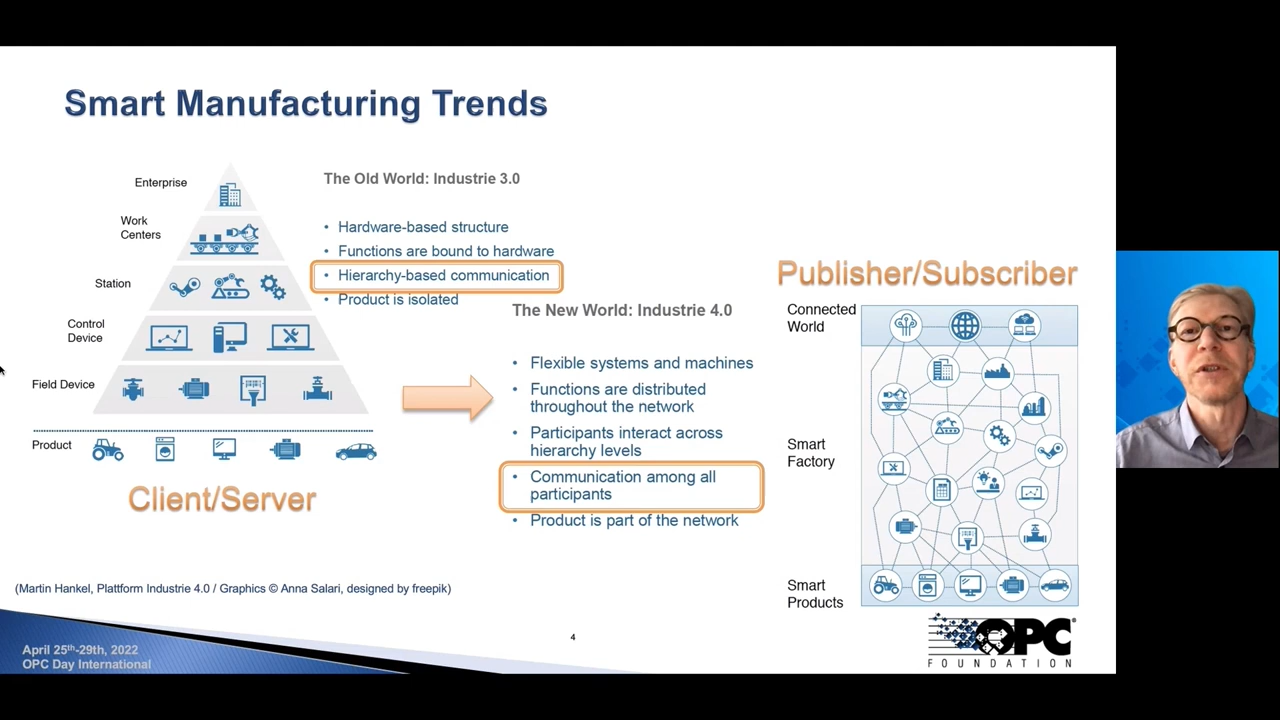 Smart Manufacturing Trends
Enterprise
Work
Centers
Station
Control
Device
Field Device
Product
Client/Server
The Old World: Industrie 3.0
• Hardware-based structure
• Functions are bound to hardware
• Hierarchy-based communication
• Product is isolated
The New World: Industrie 4.0
• Flexible systems and machines
• Functions are distributed
throughout the network
• Participants interact across
hierarchy levels
• Communication among all
participants
• Product is part of the network
Publisher/Subscriber
Connected
World
Smart
Factory
Smart
Products
(Martin Hankel, Plattform Industrie 4.0 / Graphics © Anna Salari, designed by freepik)
4
April 25th-29th, 2022
OPC Day International
OPC®
FOUNDATION